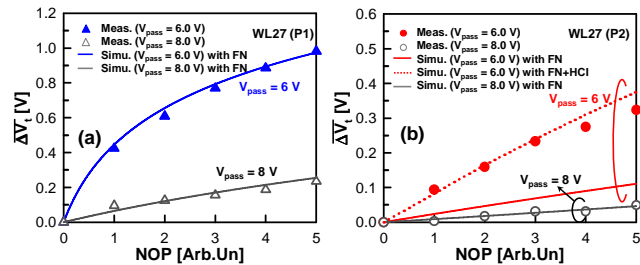 Meas. (Vpass = 6.0 V)
Meas. (Vpass = 8.0 V)
Simu. (Vpass = 6.0 V) with FN
Simu. (Vpass = 8.0 V) with FN
WL27 (P1)
Vpass = 6 V
(a)
Vpass = 8 V
ΔVt [V]
1.2
1.0
0.8
0.6
0.4
0.2
0.0
0
1
2
3
4
5
NOP [Arb.Un]
Meas. (Vpass = 6.0 V)
Meas. (Vpass = 8.0 V)
Simu. (Vpass = 6.0 V) with FN
Simu. (Vpass = 6.0 V) with FN+HCI
Simu. (Vpass = 8.0 V) with FN
WL27 (P2)
Vpass = 6 V
(b)
Vpass = 8 V
ΔVt [V]
0.6
0.5
0.4
0.3
0.2
0.1
0.0
0
1
2
3
4
5
NOP [Arb.Un]